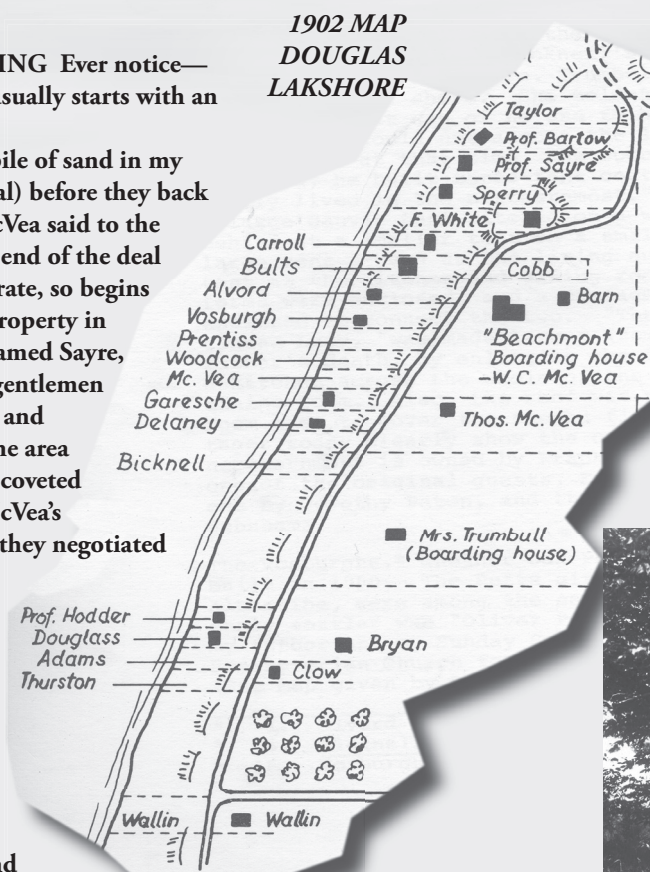 1902 MAP
DOUGLAS
LAKSHORE
ING Ever notice—
usually starts with an
pile of sand in my
al) before they back
cVea said to the
end of the deal
rate, so begins
roperty in
amed Sayre,
gentlemen
and
ne area
coveted
cVea's
they negotiated
nd
Taylor
Prof. Bartow
Prof. Sayre
Sperry
F. White
Carroll
Bults
Alvord
Vosburgh
Prentiss
Woodcock
Mc. Vea
Garesche
Delaney
Bicknell
Cobb
Barn
"Beachmont"
Boarding house
-W.C. Mc. Vea
Thos. Mc. Vea
Mrs. Trumbull
(Boarding house)
Prof. Hodder
Douglass
Adams
Thurston
Bryan
Clow
Wallin
Wallin